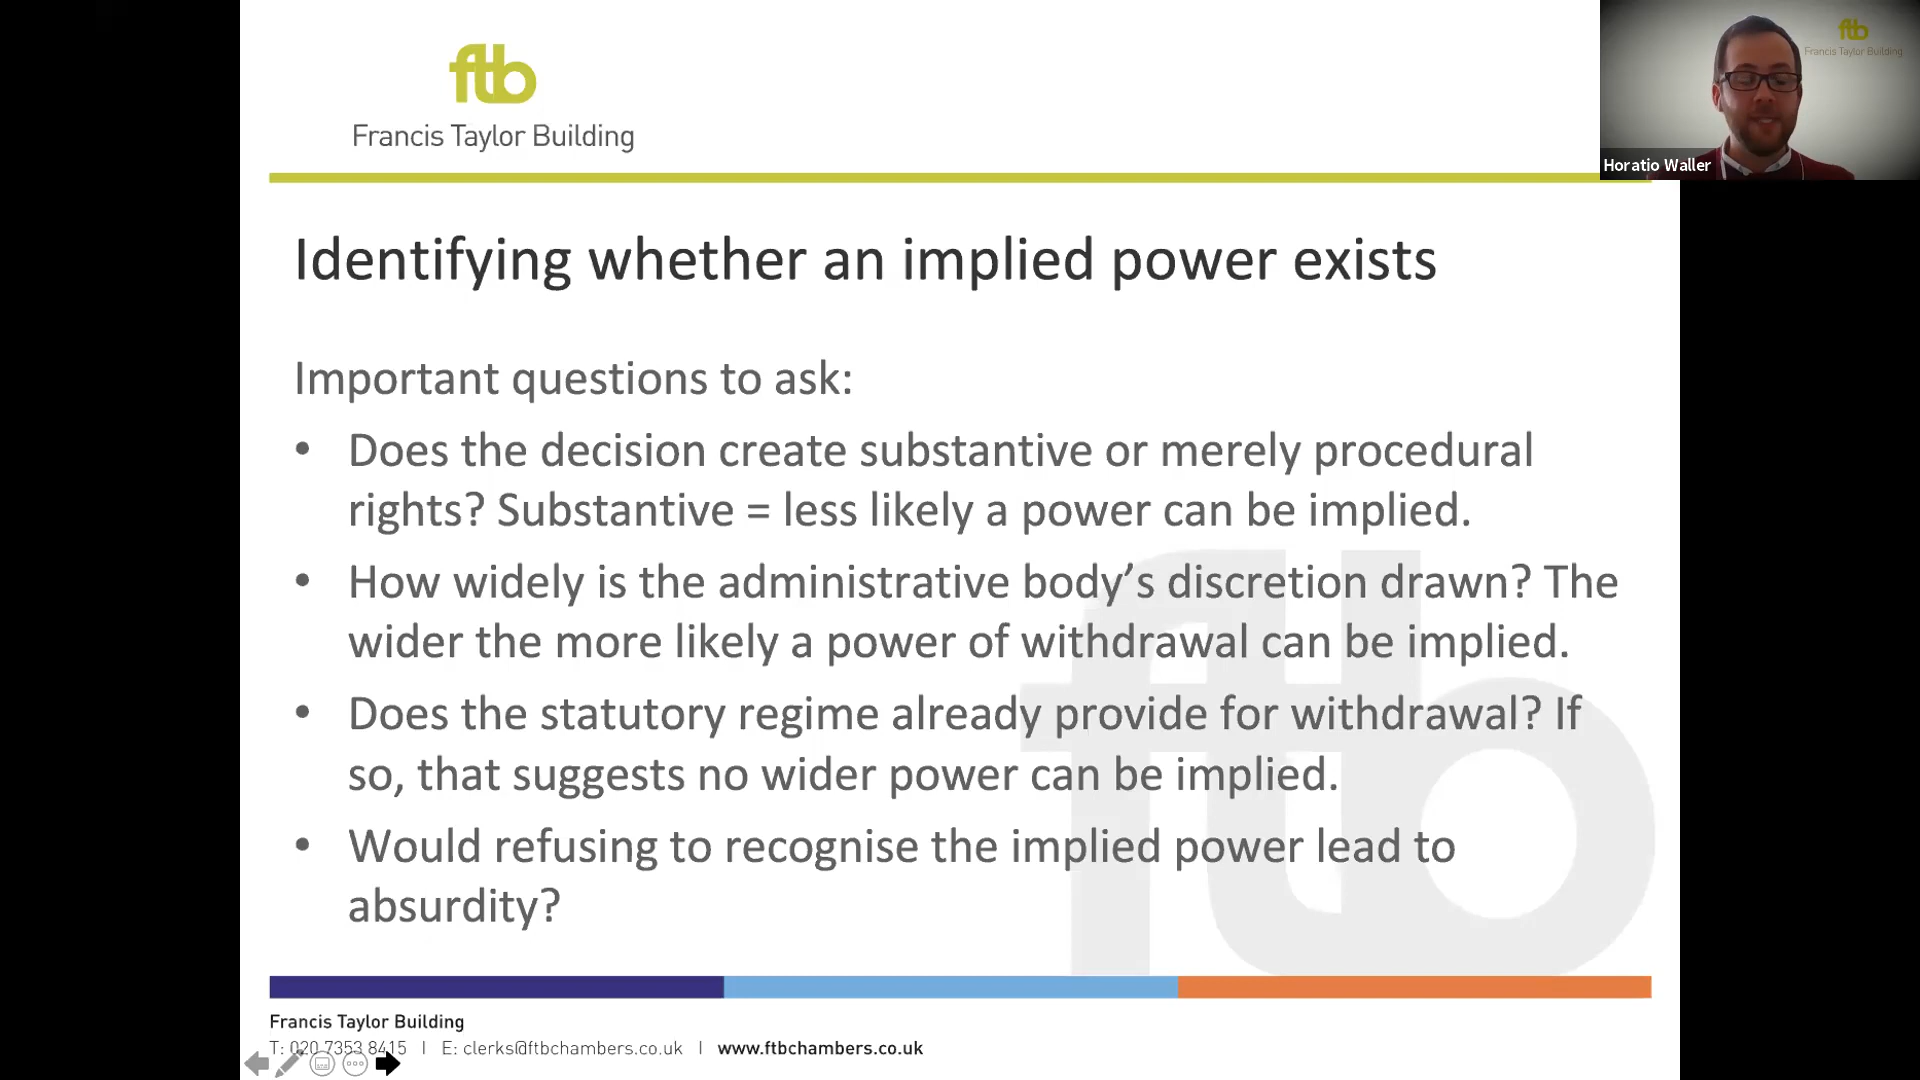 ftb
Francis Taylor Building
ftb
Francis Taylor Building
Horatio Waller
Identifying whether an implied power exists
Important questions to ask:
• Does the decision create substantive or merely procedural
rights? Substantive = less likely a power can be implied.
• How widely is the administrative body’s discretion drawn? The
wider the more likely a power of withdrawal can be implied.
• Does the statutory regime already provide for withdrawal? If
so, that suggests no wider power can be implied.
• Would refusing to recognise the implied power lead to
absurdity?
ftb
Francis Taylor Building
T: 020 7353 8415 | E: clerks@ftbchambers.co.uk | www.ftbchambers.co.uk